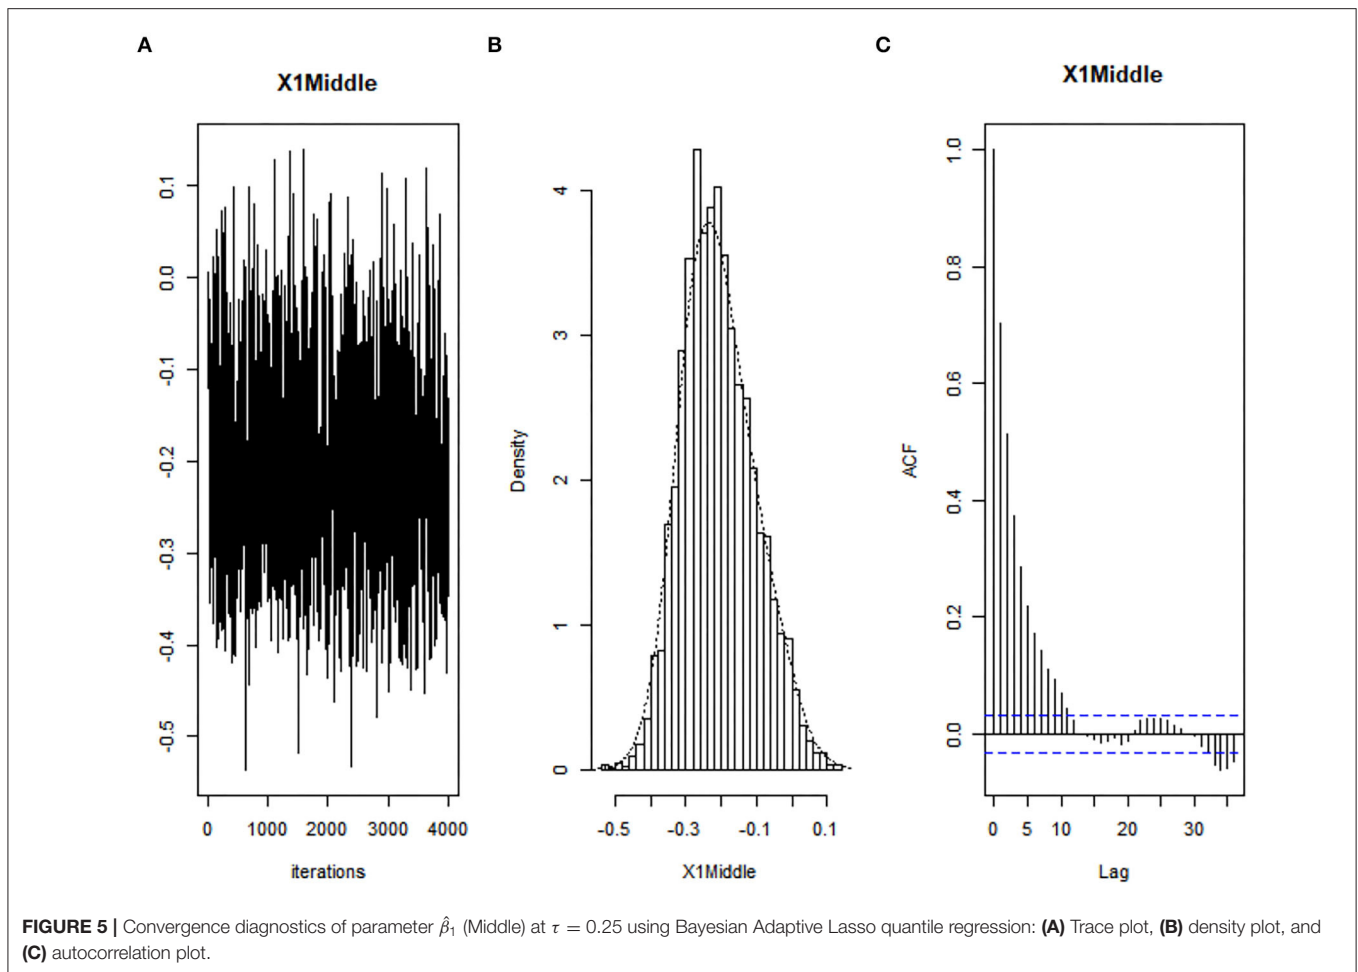 A
B
C
X1Middle
X1Middle
0.1
0.0
-0.1
-0.2
-0.3
-0.4
-0.5
0 1000 2000 3000 4000
iterations
Density
4
3
2
1
0
-0.5 -0.3 -0.1 0.1
X1Middle
ACF
1.0
0.8
0.6
0.4
0.2
0.0
0 5 10 20 30
Lag
FIGURE 5 | Convergence diagnostics of parameter β̂₁ (Middle) at τ = 0.25 using Bayesian Adaptive Lasso quantile regression: (A) Trace plot, (B) density plot, and
(C) autocorrelation plot.